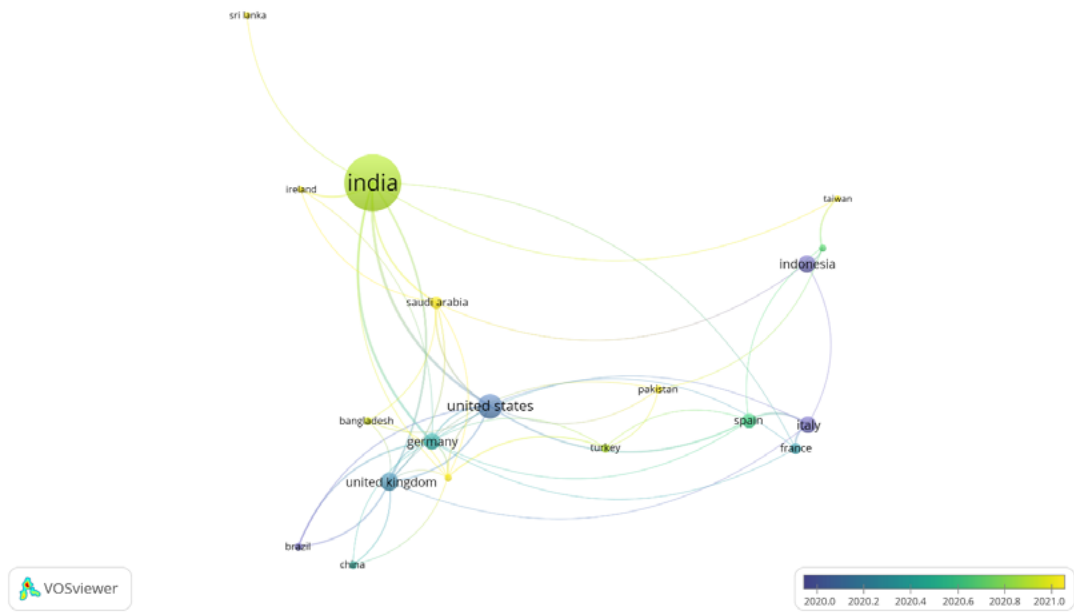 sri lanka
india
ireland
taiwan
indonesia
saudi arabia
pakistan
united states
bangladesh
spain
italy
germany
turkey
france
united kingdom
brazil
china
VOSviewer
2020.0 2020.2 2020.4 2020.6 2020.8 2021.0